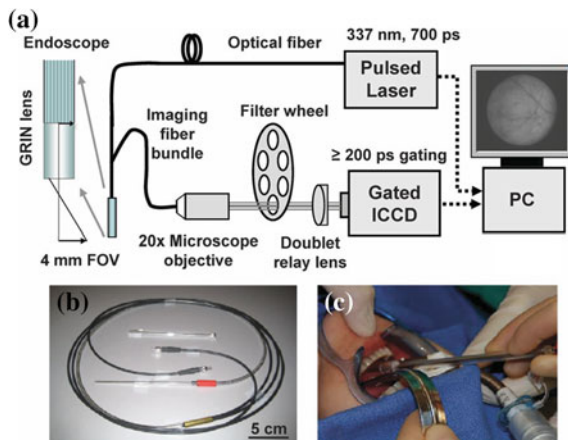 (a)
Endoscope
GRIN lens
4 mm FOV
Optical fiber
337 nm, 700 ps
Pulsed
Laser
Imaging
fiber
bundle
Filter wheel
≥ 200 ps gating
Gated
ICCD
PC
20x Microscope
objective
Doublet
relay lens
(b)
5 cm
(c)